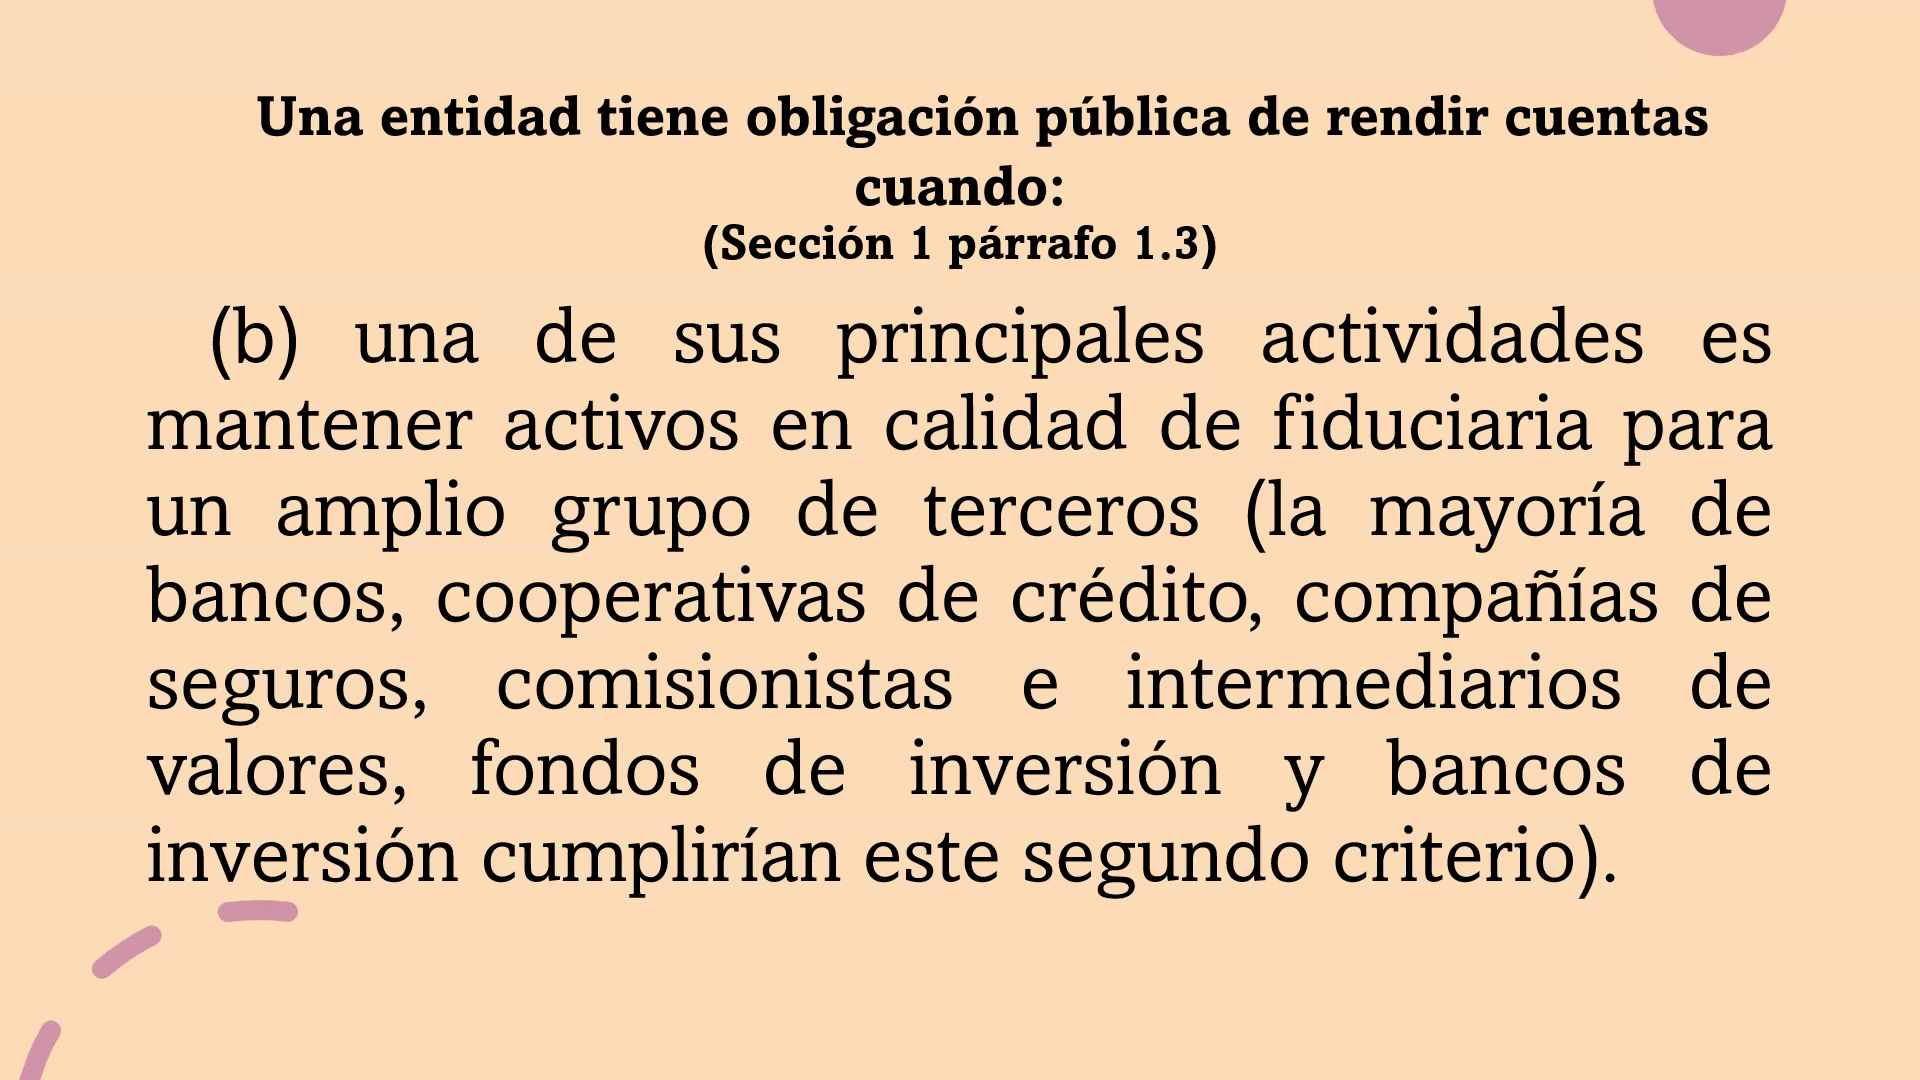 Una entidad tiene obligación pública de rendir cuentas
cuando:
(Sección 1 párrafo 1.3)
(b) una de sus principales actividades es
mantener activos en calidad de fiduciaria para
un amplio grupo de terceros (la mayoría de
bancos, cooperativas de crédito, compañías de
seguros, comisionistas e intermediarios de
valores, fondos de inversión y bancos de
inversión cumplirían este segundo criterio).